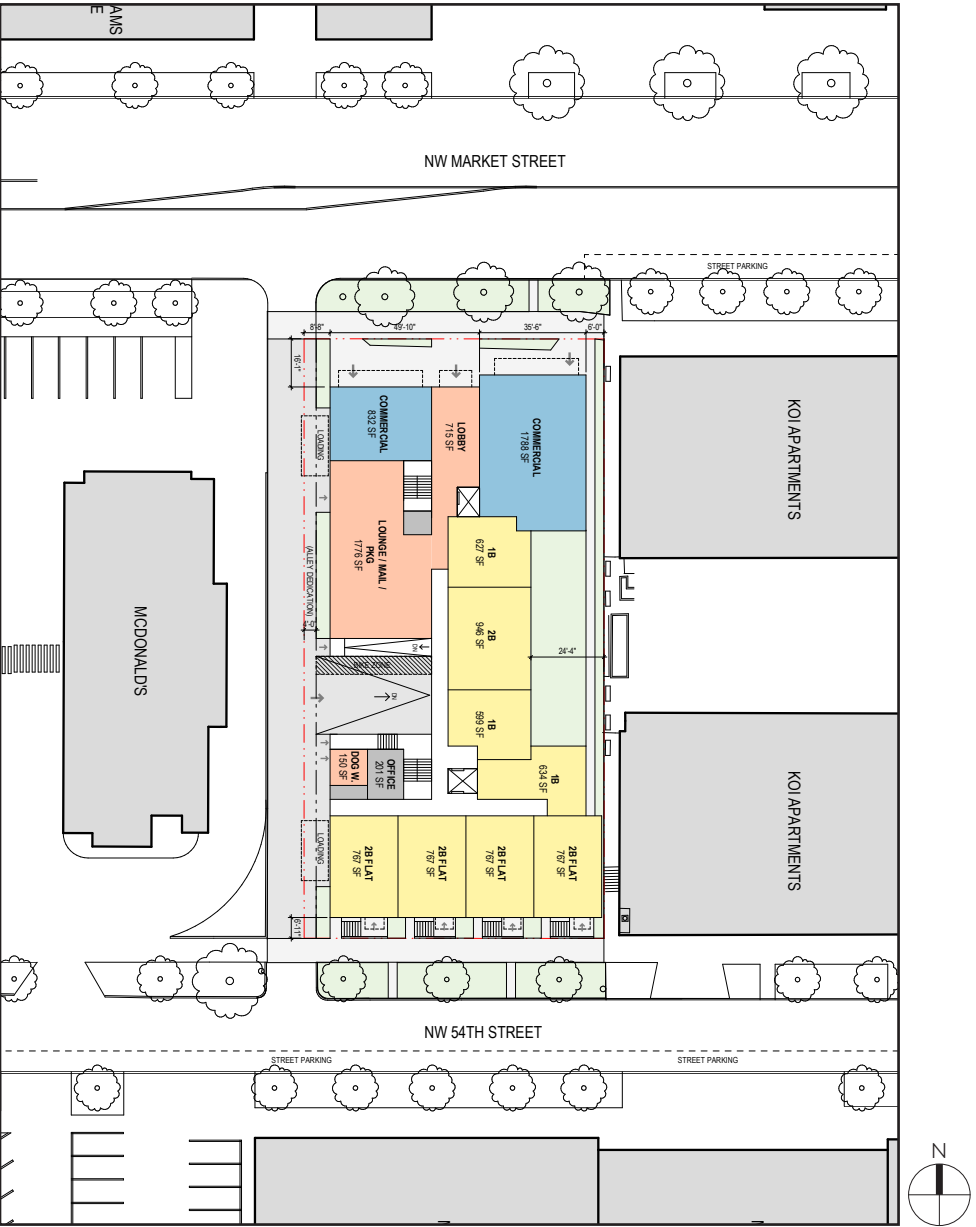 AMS
E
NW MARKET STREET
STREET PARKING
8'-8"
49'-10"
35'-6"
6'-0"
16'-1"
COMMERCIAL
832 SF
LOBBY
715 SF
COMMERCIAL
1788 SF
KOI APARTMENTS
LOADING
LOUNGE / MAIL /
PKG
1776 SF
1B
627 SF
(ALLEY DEDICATION)
2B
946 SF
24'-4"
MCDONALD'S
DN
BIKE ZONE
DN
1B
599 SF
DOG W.
150 SF
OFFICE
201 SF
1B
634 SF
KOI APARTMENTS
LOADING
2B FLAT
767 SF
2B FLAT
767 SF
2B FLAT
767 SF
2B FLAT
767 SF
6'-11"
NW 54TH STREET
STREET PARKING
STREET PARKING
N